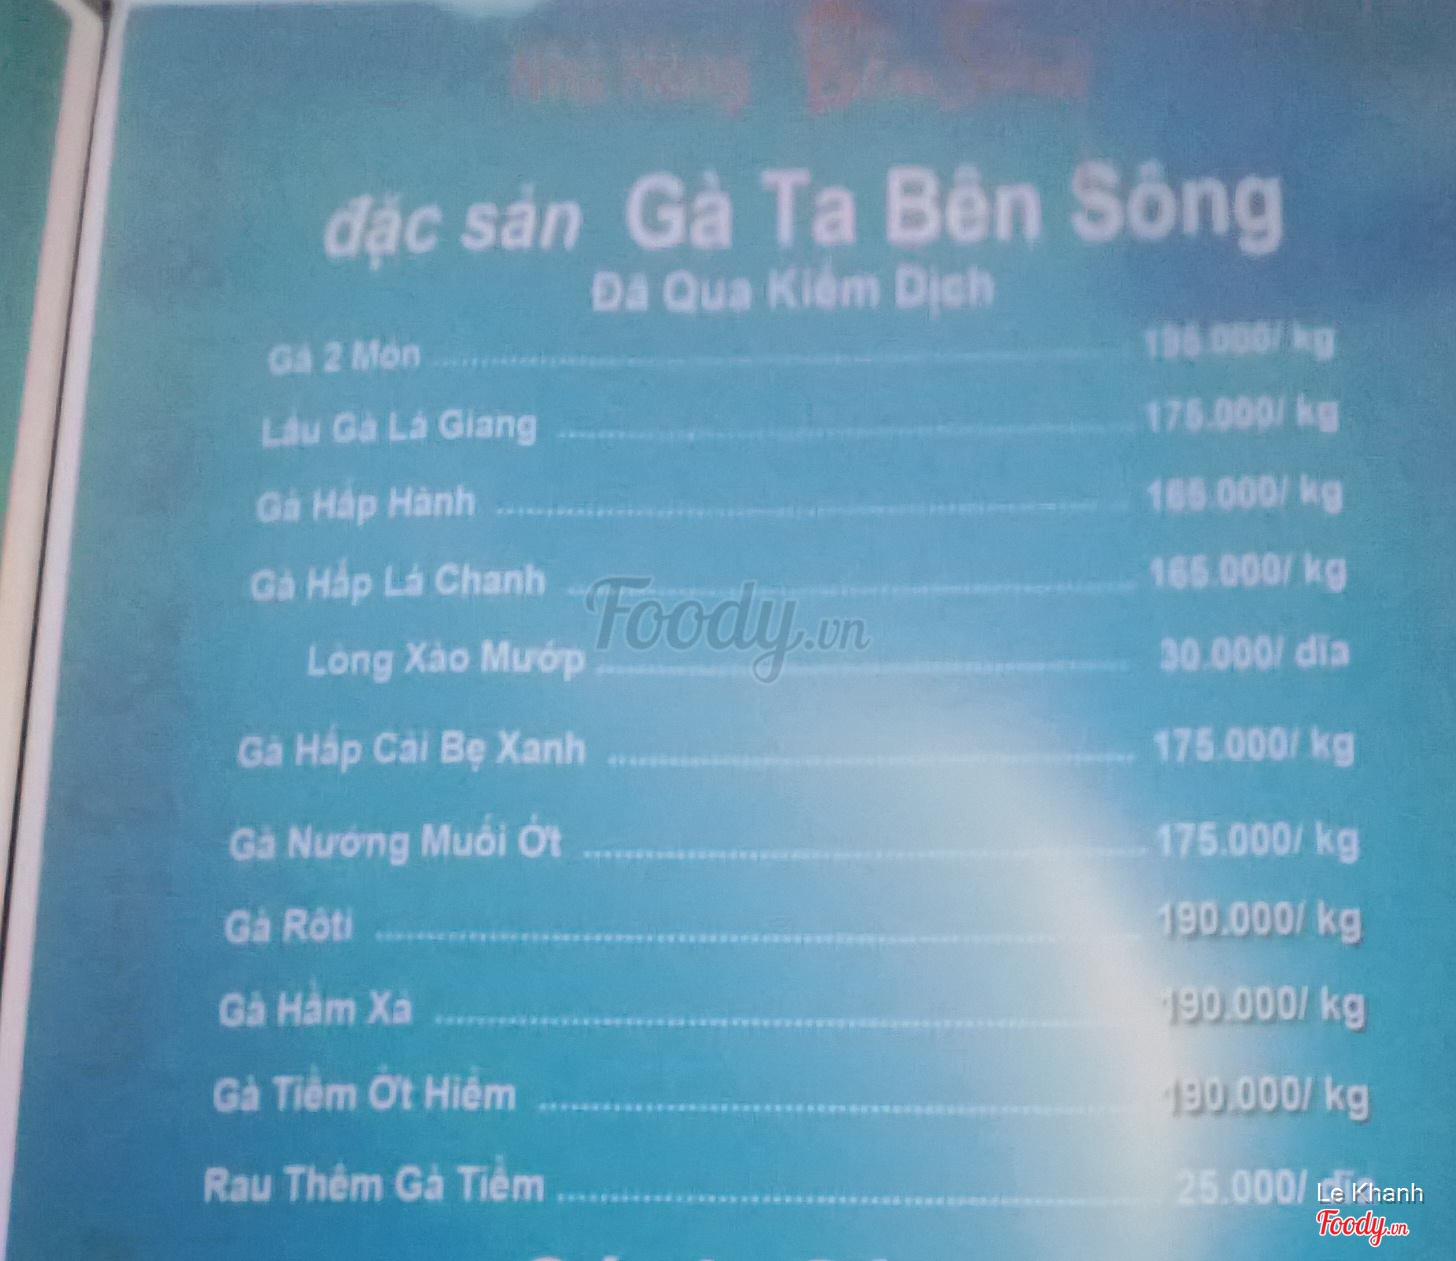 Nhà Hàng Bên Sông
đặc sản Gà Ta Bên Sông
Đã Qua Kiểm Dịch
Gà 2 Món 195.000/ kg
Lẩu Gà Lá Giang 175.000/ kg
Gà Hấp Hành 165.000/ kg
Gà Hấp Lá Chanh 165.000/ kg
Lòng Xào Mướp 30.000/ dĩa
Gà Hấp Cải Bẹ Xanh 175.000/ kg
Gà Nướng Muối Ớt 175.000/ kg
Gà Rôti 190.000/ kg
Gà Hầm Xả 190.000/ kg
Gà Tiềm Ớt Hiểm 190.000/ kg
Rau Thêm Gà Tiềm 25.000/
Foody.vn
Le Khanh
Foody.vn